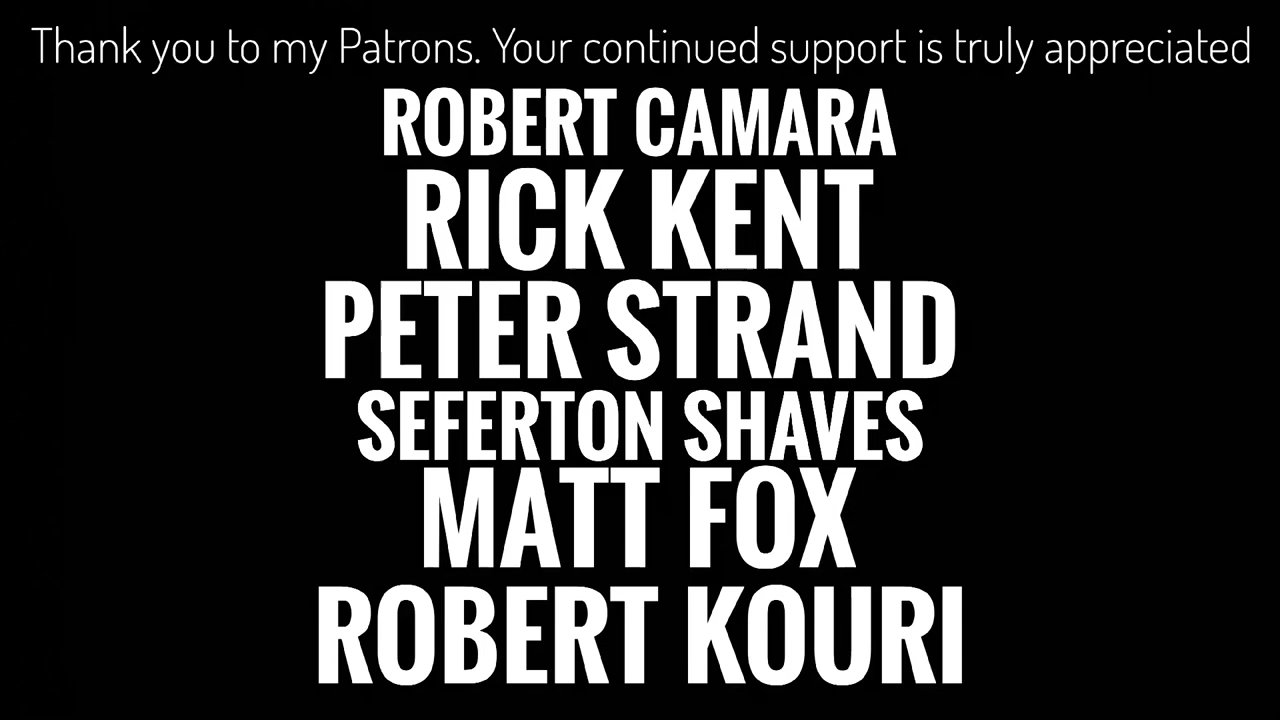 Thank you to my Patrons. Your continued support is truly appreciated
ROBERT CAMARA
RICK KENT
PETER STRAND
SEFERTON SHAVES
MATT FOX
ROBERT KOURI